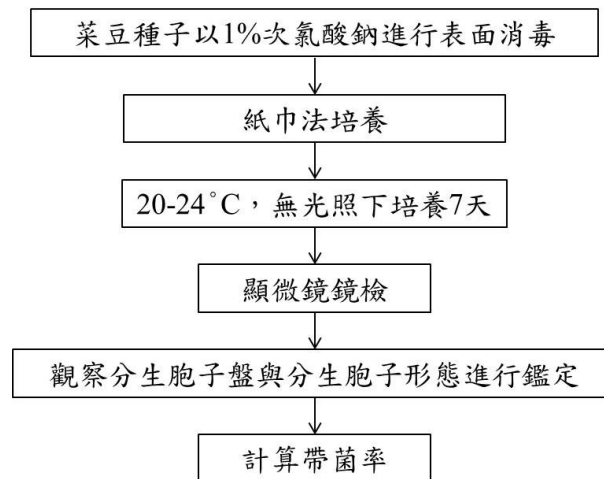 菜豆種子以1%次氯酸鈉進行表面消毒
紙巾法培養
20-24°C，無光照下培養7天
顯微鏡鏡檢
觀察分生胞子盤與分生胞子形態進行鑑定
計算帶菌率